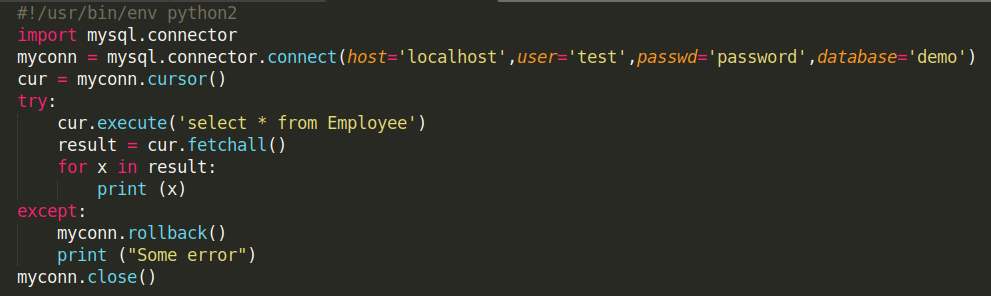 #!/usr/bin/env python2
import mysql.connector
myconn = mysql.connector.connect(host='localhost',user='test',passwd='password',database='demo')
cur = myconn.cursor()
try:
    cur.execute('select * from Employee')
    result = cur.fetchall()
    for x in result:
        print (x)
except:
    myconn.rollback()
    print ("Some error")
myconn.close()